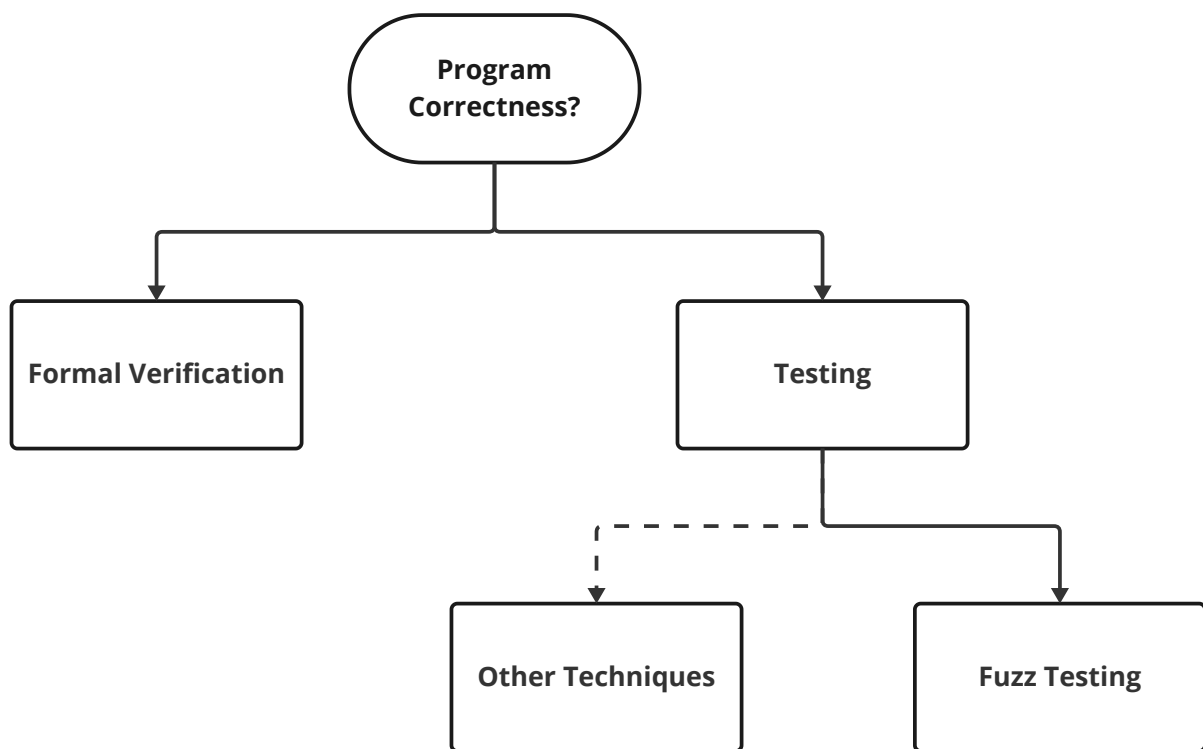 Program
Correctness?
Formal Verification
Testing
Other Techniques
Fuzz Testing